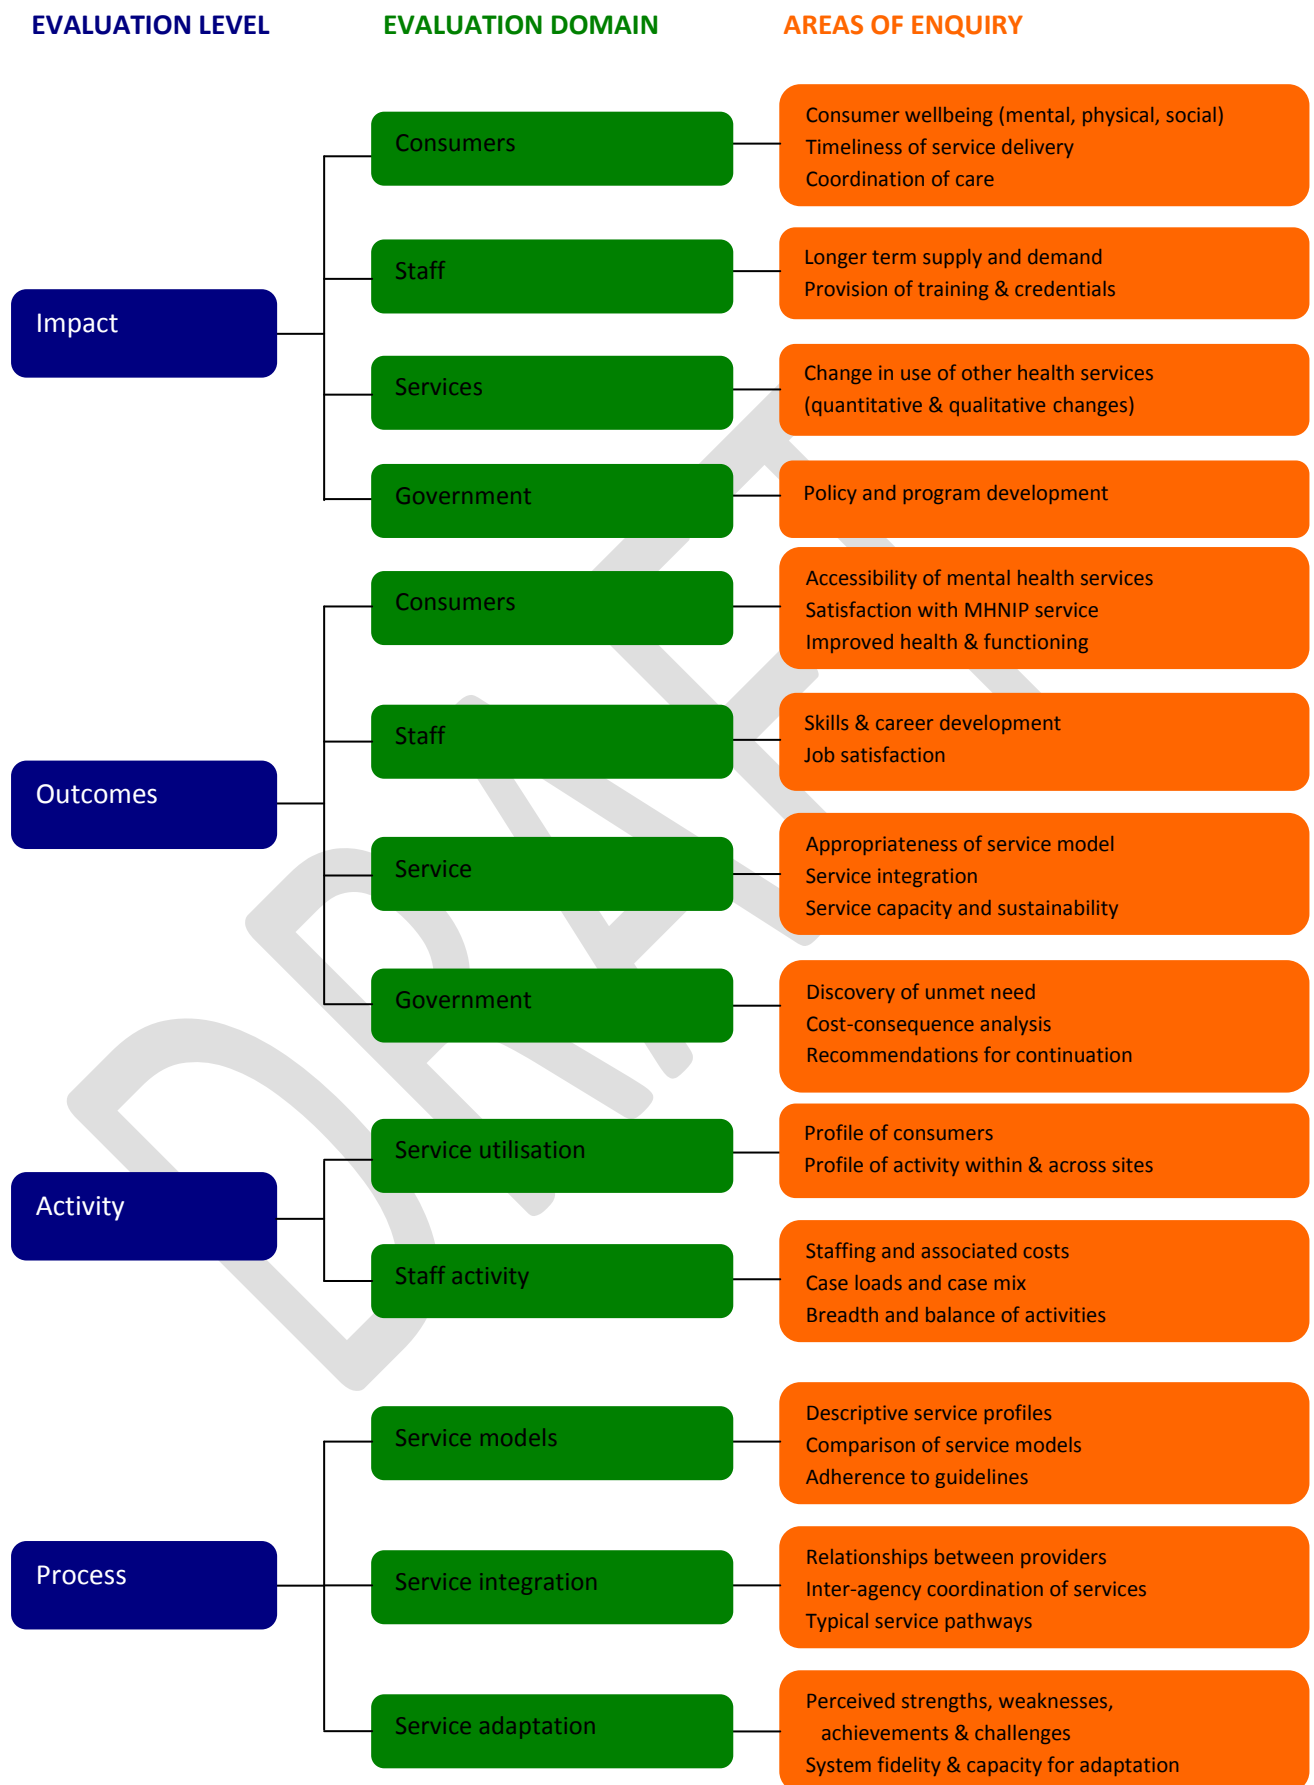 EVALUATION LEVEL
EVALUATION DOMAIN
AREAS OF ENQUIRY
Impact
Consumers
Consumer wellbeing (mental, physical, social)
Timeliness of service delivery
Coordination of care
Staff
Longer term supply and demand
Provision of training & credentials
Services
Change in use of other health services
(quantitative & qualitative changes)
Government
Policy and program development
Outcomes
Consumers
Accessibility of mental health services
Satisfaction with MHNIP service
Improved health & functioning
Staff
Skills & career development
Job satisfaction
Service
Appropriateness of service model
Service integration
Service capacity and sustainability
Government
Discovery of unmet need
Cost-consequence analysis
Recommendations for continuation
Activity
Service utilisation
Profile of consumers
Profile of activity within & across sites
Staff activity
Staffing and associated costs
Case loads and case mix
Breadth and balance of activities
Process
Service models
Descriptive service profiles
Comparison of service models
Adherence to guidelines
Service integration
Relationships between providers
Inter-agency coordination of services
Typical service pathways
Service adaptation
Perceived strengths, weaknesses,
achievements & challenges
System fidelity & capacity for adaptation
DRAFT